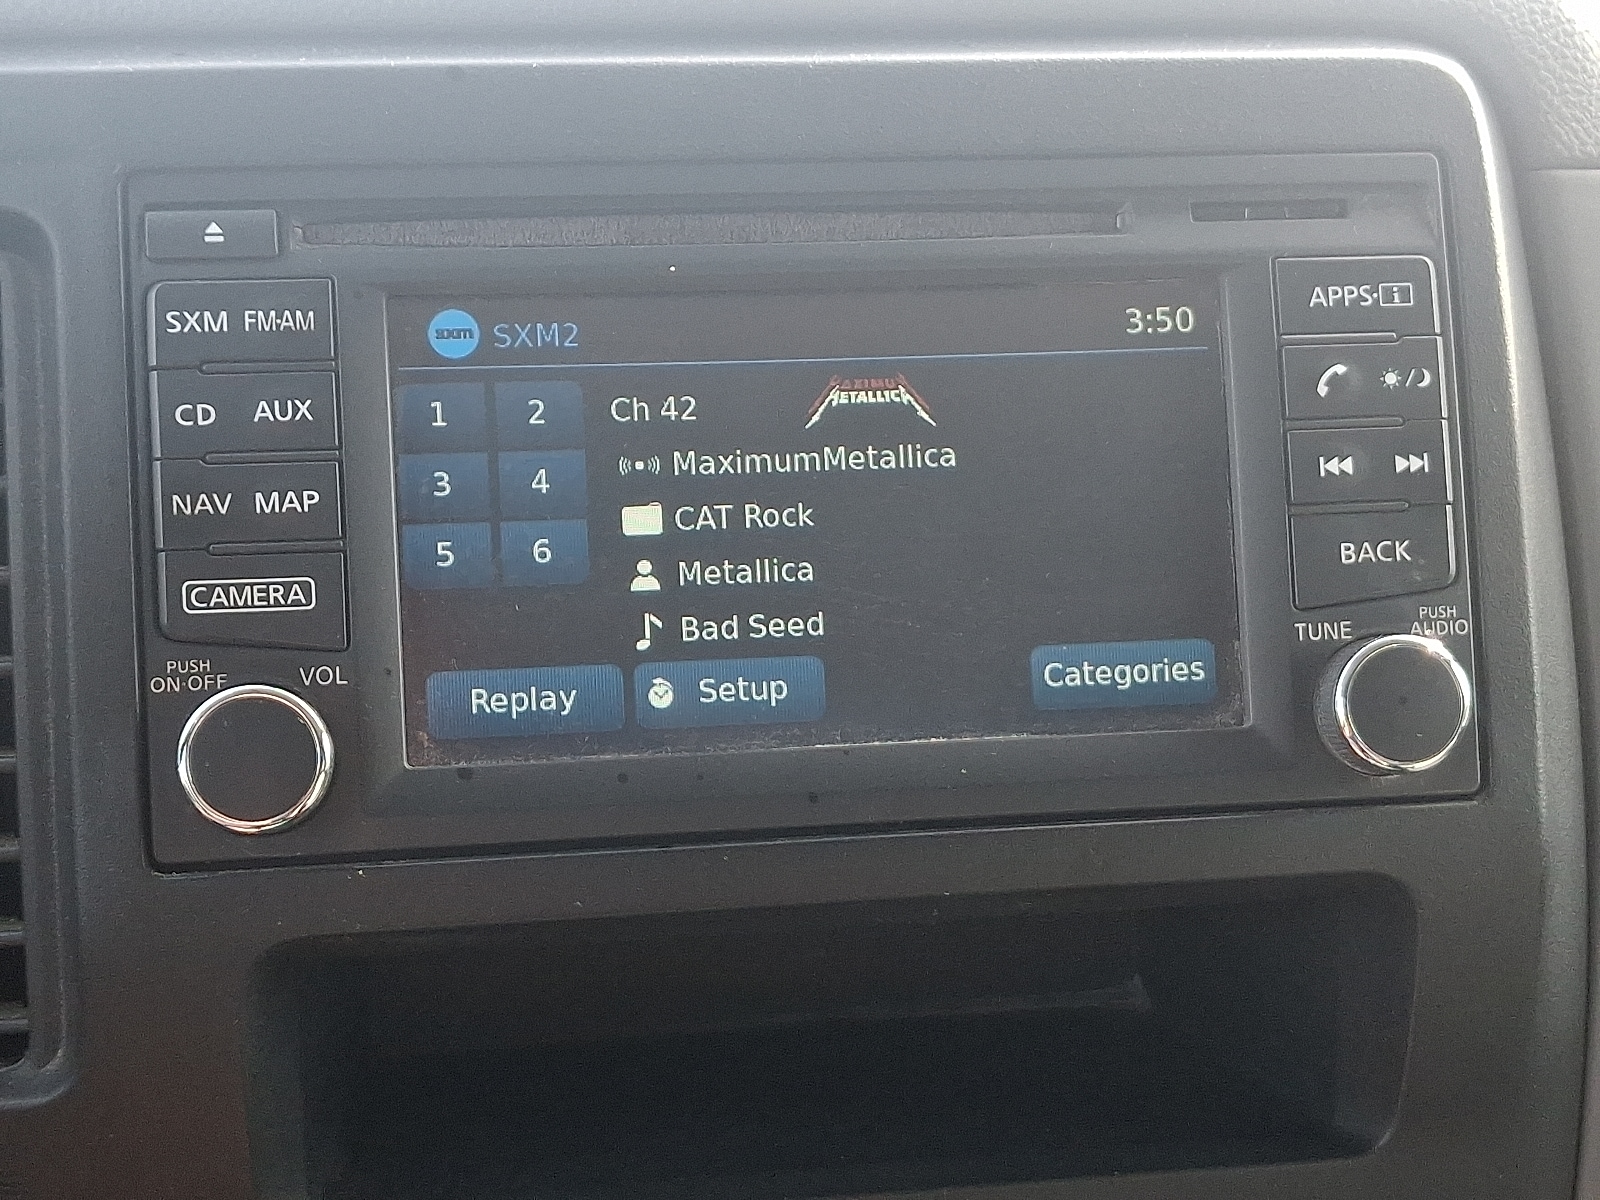 SXM FM·AM
CD AUX
NAV MAP
CAMERA
PUSH
ON·OFF
VOL
sxm SXM2
3:50
1 2
3 4
5 6
Ch 42
MAXIMUM
METALLICA
MaximumMetallica
CAT Rock
Metallica
Bad Seed
Replay
Setup
Categories
APPS·i
BACK
TUNE
PUSH
AUDIO